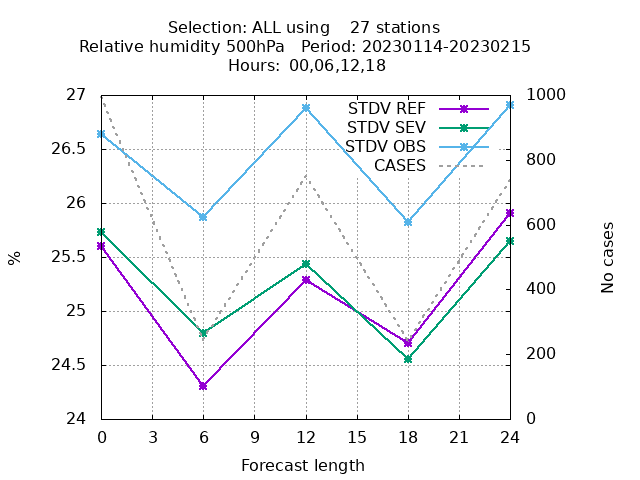 Selection: ALL using    27 stations
Relative humidity 500hPa   Period: 20230114-20230215
Hours: 00,06,12,18
STDV REF
STDV SEV
STDV OBS
CASES
27
26.5
26
25.5
25
24.5
24
1000
800
600
400
200
0
%
No cases
0 3 6 9 12 15 18 21 24
Forecast length